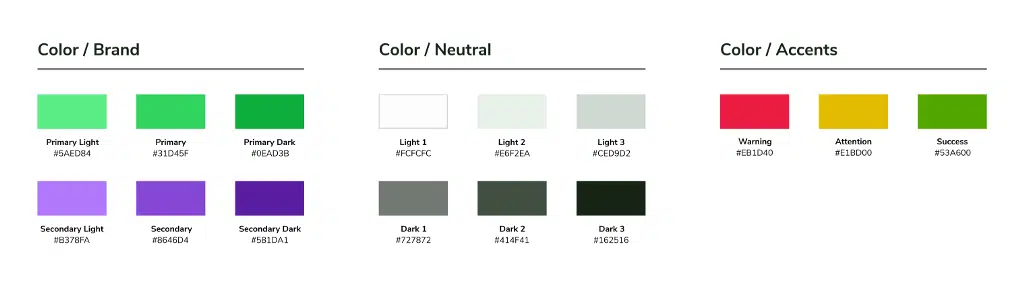 Color / Brand
Primary Light
#5AED84
Primary
#31D45F
Primary Dark
#0EAD3B
Secondary Light
#B378FA
Secondary
#8646D4
Secondary Dark
#5B1DA1
Color / Neutral
Light 1
#FCFCFC
Light 2
#E6F2EA
Light 3
#CED9D2
Dark 1
#727872
Dark 2
#414F41
Dark 3
#162516
Color / Accents
Warning
#EB1D40
Attention
#E1BD00
Success
#53A600